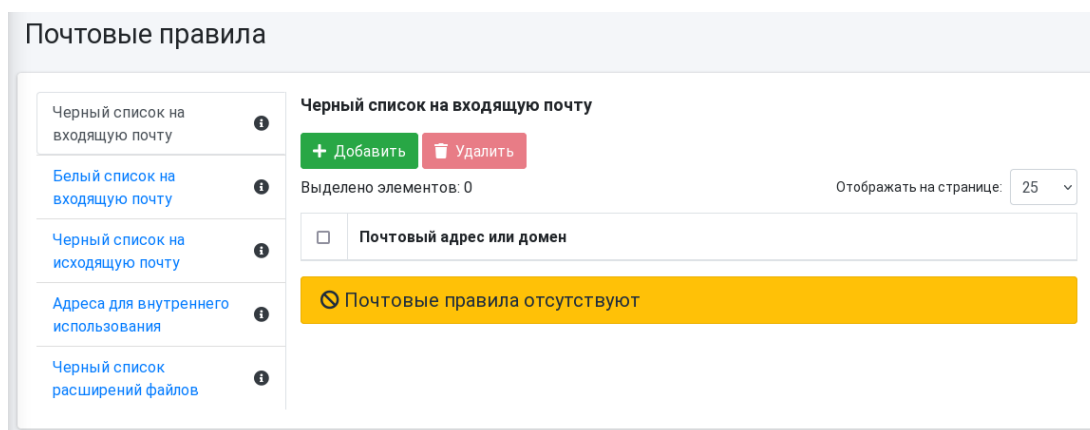 Почтовые правила
Черный список на
входящую почту
Белый список на
входящую почту
Черный список на
исходящую почту
Адреса для внутреннего
использования
Черный список
расширений файлов
Черный список на входящую почту
Добавить
Удалить
Выделено элементов: 0
Отображать на странице: 25
Почтовый адрес или домен
Почтовые правила отсутствуют